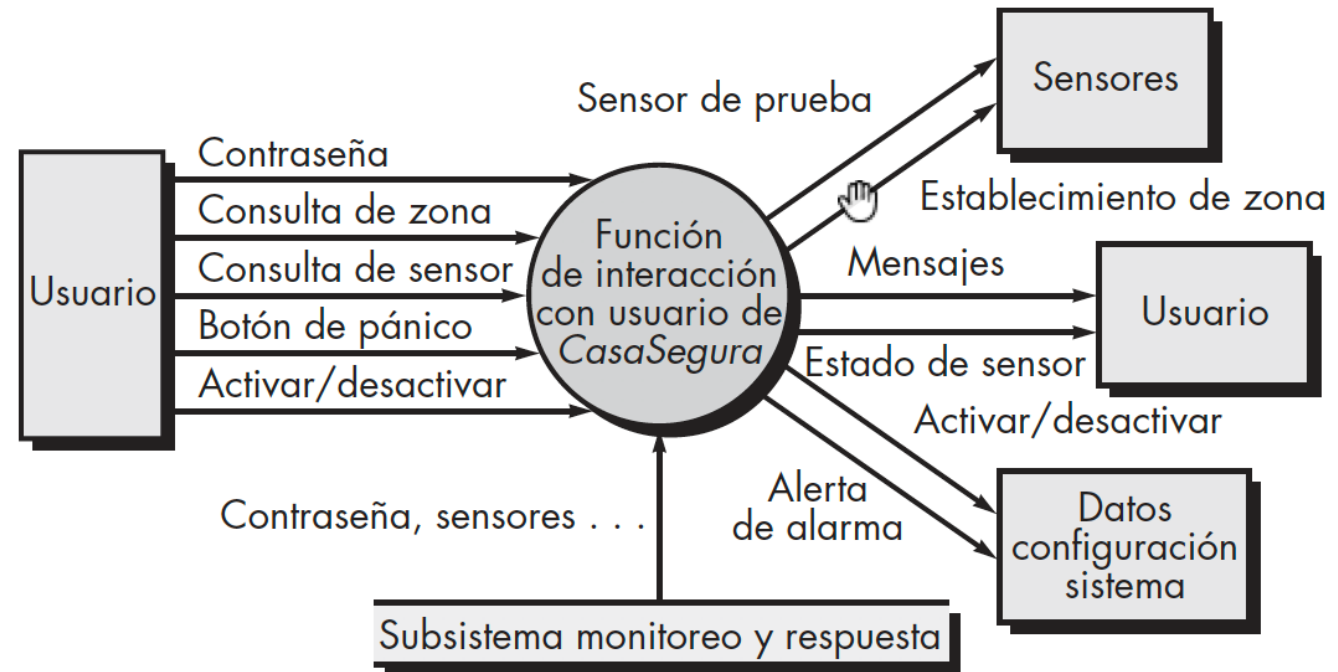 Usuario
Contraseña
Consulta de zona
Consulta de sensor
Botón de pánico
Activar/desactivar
Función
de interacción
con usuario de
CasaSegura
Contraseña, sensores . . .
Subsistema monitoreo y respuesta
Sensor de prueba
Sensores
Establecimiento de zona
Mensajes
Usuario
Estado de sensor
Activar/desactivar
Alerta
de alarma
Datos
configuración
sistema